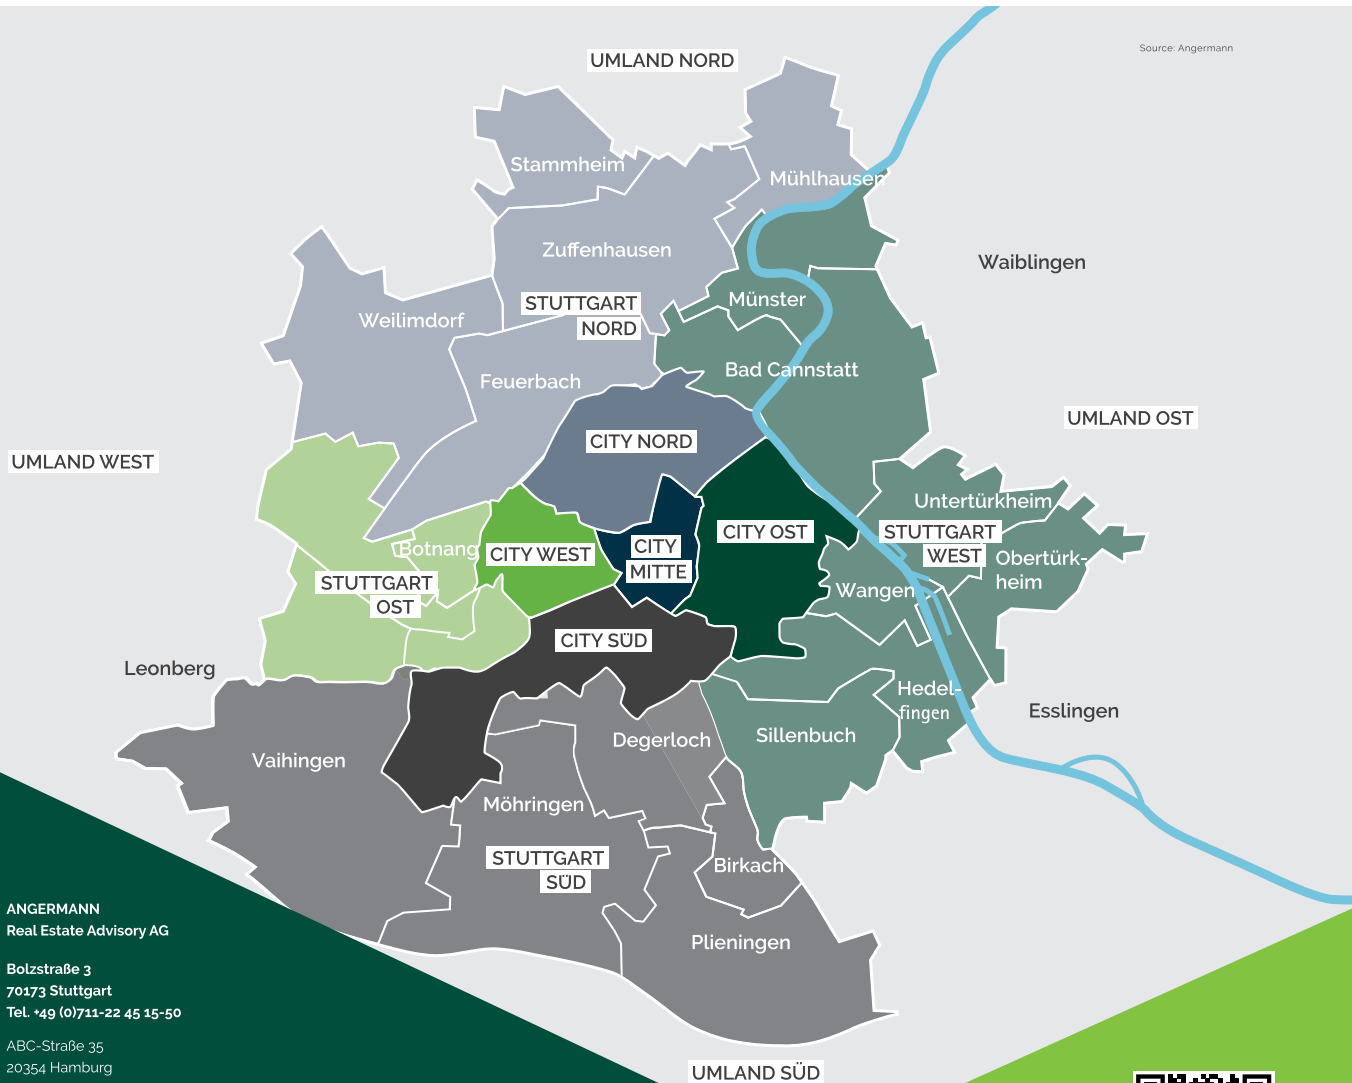 UMLAND NORD
Source: Angermann
Stammheim
Mühlhausen
Zuffenhausen
Waiblingen
STUTTGART
NORD
Münster
Weilimdorf
Feuerbach
Bad Cannstatt
UMLAND OST
CITY NORD
UMLAND WEST
Untertürkheim
CITY OST
STUTTGART
WEST
Botnang
CITY WEST
CITY
MITTE
Obertürk-
heim
STUTTGART
OST
Wangen
CITY SÜD
Leonberg
Hedel-
fingen
Esslingen
Sillenbuch
Degerloch
Vaihingen
Möhringen
STUTTGART
SÜD
Birkach
Plieningen
ANGERMANN
Real Estate Advisory AG
Bolzstraße 3
70173 Stuttgart
Tel. +49 (0)711-22 45 15-50
ABC-Straße 35
20354 Hamburg
UMLAND SÜD